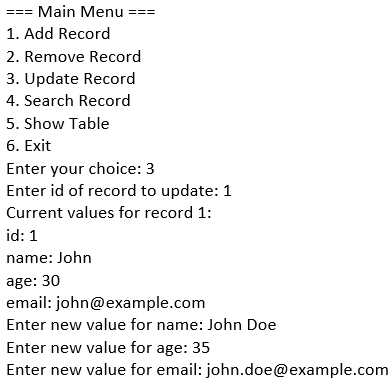 === Main Menu ===
1. Add Record
2. Remove Record
3. Update Record
4. Search Record
5. Show Table
6. Exit
Enter your choice: 3
Enter id of record to update: 1
Current values for record 1:
id: 1
name: John
age: 30
email: john@example.com
Enter new value for name: John Doe
Enter new value for age: 35
Enter new value for email: john.doe@example.com